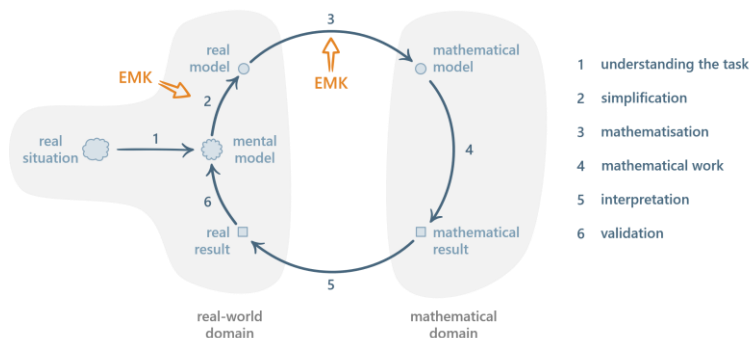 3
real
model
mathematical
model
EMK
EMK
2
1
real
situation
mental
model
4
6
real
result
mathematical
result
5
real-world
domain
mathematical
domain
1 understanding the task
2 simplification
3 mathematisation
4 mathematical work
5 interpretation
6 validation